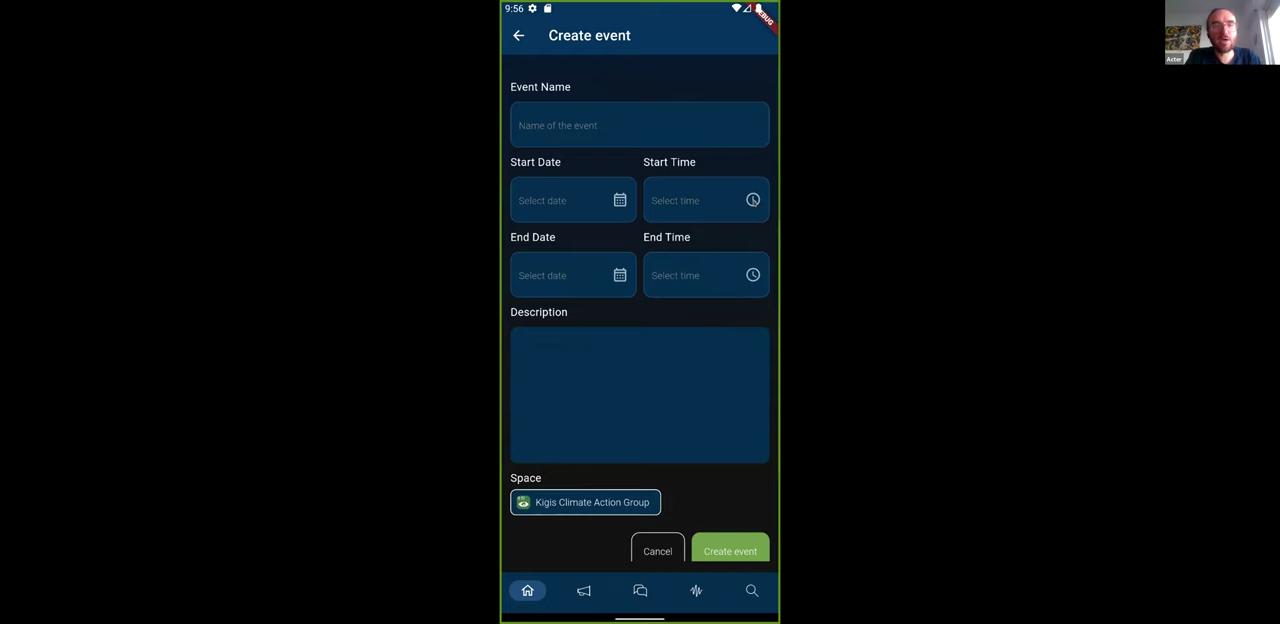 9:56
Create event
Event Name
Name of the event
Start Date Start Time
Select date Select time
End Date End Time
Select date Select time
Description
Space
Kigis Climate Action Group
Cancel Create event
Acter